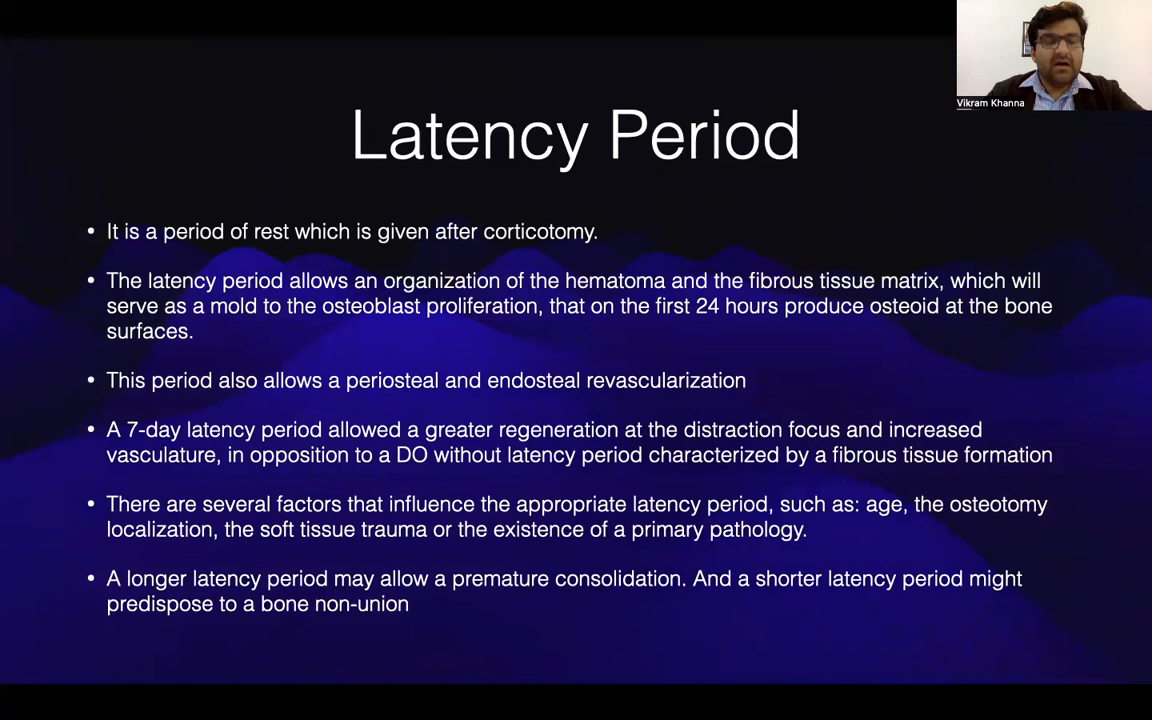 Vikram Khanna
Latency Period
• It is a period of rest which is given after corticotomy.
• The latency period allows an organization of the hematoma and the fibrous tissue matrix, which will
serve as a mold to the osteoblast proliferation, that on the first 24 hours produce osteoid at the bone
surfaces.
• This period also allows a periosteal and endosteal revascularization
• A 7-day latency period allowed a greater regeneration at the distraction focus and increased
vasculature, in opposition to a DO without latency period characterized by a fibrous tissue formation
• There are several factors that influence the appropriate latency period, such as: age, the osteotomy
localization, the soft tissue trauma or the existence of a primary pathology.
• A longer latency period may allow a premature consolidation. And a shorter latency period might
predispose to a bone non-union